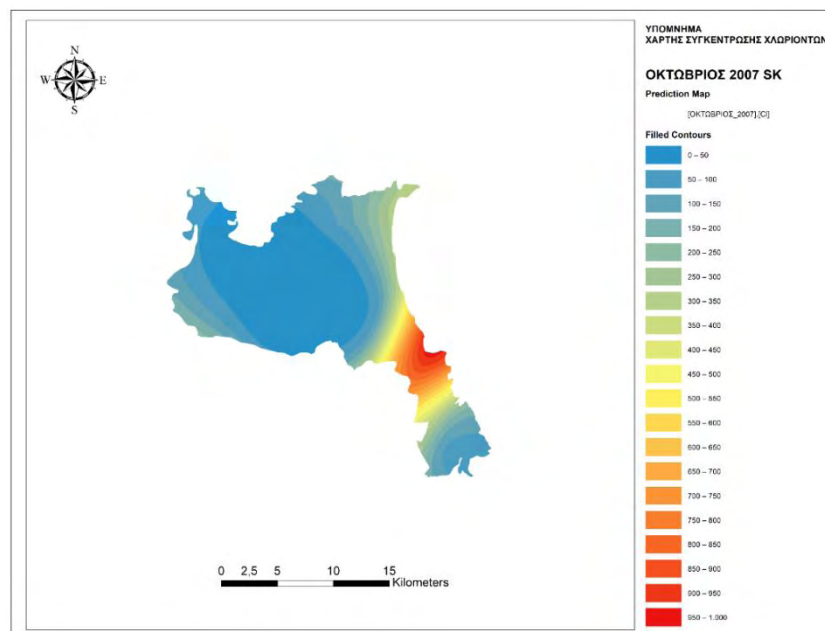 ΥΠΟΜΝΗΜΑ
ΧΑΡΤΗΣ ΣΥΓΚΕΝΤΡΩΣΗΣ ΧΛΩΡΙΟΝΤΩΝ
ΟΚΤΩΒΡΙΟΣ 2007 SK
Prediction Map
[ΟΚΤΩΒΡΙΟΣ_2007].[Cl]
Filled Contours
0 – 50
50 – 100
100 – 150
150 – 200
200 – 250
250 – 300
300 – 350
350 – 400
400 – 450
450 – 500
500 – 550
550 – 600
600 – 650
650 – 700
700 – 750
750 – 800
800 – 850
850 – 900
900 – 950
950 – 1.000
N
W E
S
0 2,5 5 10 15
Kilometers